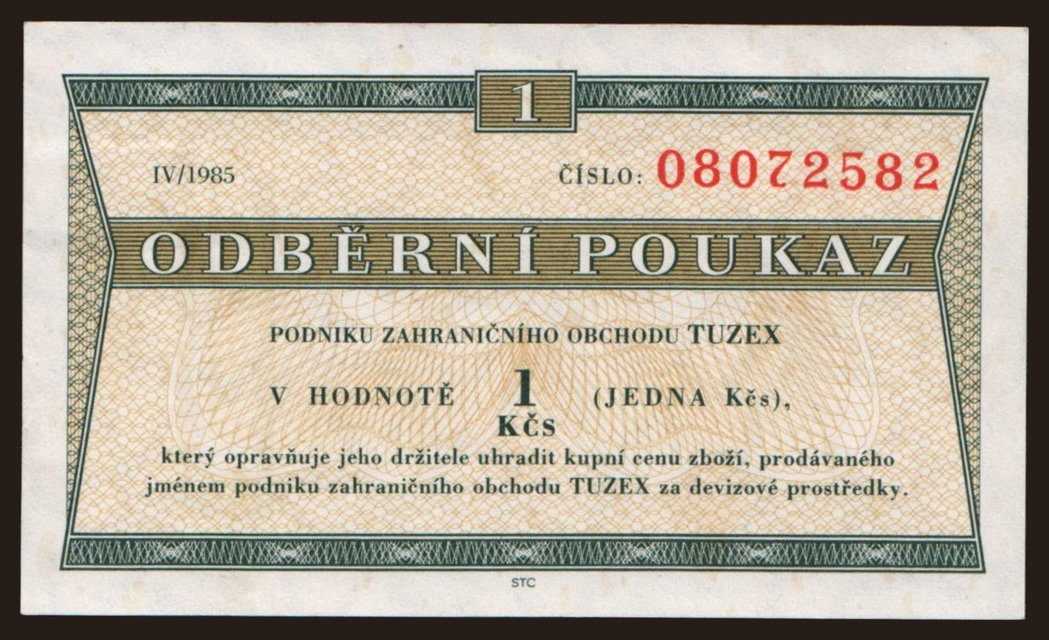 1
IV/1985 ČÍSLO: 08072582
ODBĚRNÍ POUKAZ
PODNIKU ZAHRANIČNÍHO OBCHODU TUZEX
V HODNOTĚ 1 (JEDNA Kčs),
KČS
který opravňuje jeho držitele uhradit kupní cenu zboží, prodávaného
jménem podniku zahraničního obchodu TUZEX za devizové prostředky.
STC